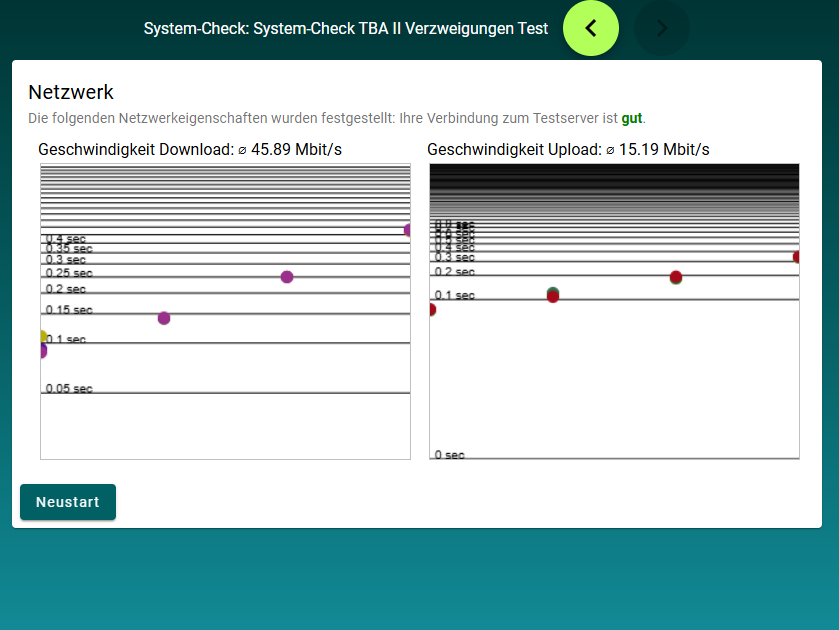 System-Check: System-Check TBA II Verzweigungen Test
Netzwerk
Die folgenden Netzwerkeigenschaften wurden festgestellt: Ihre Verbindung zum Testserver ist gut.
Geschwindigkeit Download: ⌀ 45.89 Mbit/s
0.4 sec
0.35 sec
0.3 sec
0.25 sec
0.2 sec
0.15 sec
0.1 sec
0.05 sec
Geschwindigkeit Upload: ⌀ 15.19 Mbit/s
0.4 sec
0.3 sec
0.2 sec
0.1 sec
0 sec
Neustart